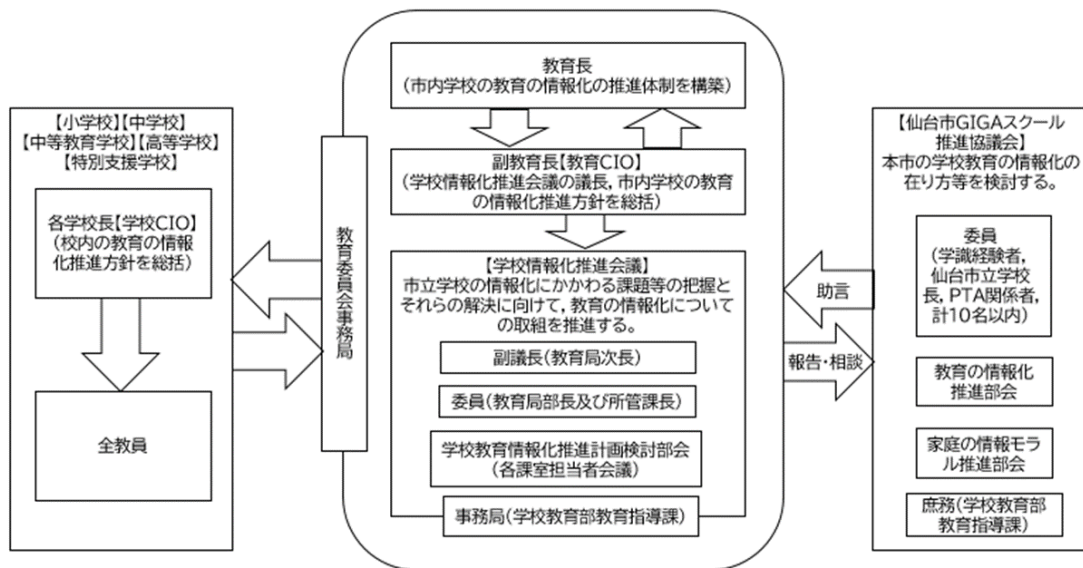 【小学校】【中学校】
【中等教育学校】【高等学校】
【特別支援学校】
各学校長【学校CIO】
(校内の教育の情報
化推進方針を総括)
全教員
教育委員会事務局
教育長
(市内学校の教育の情報化の推進体制を構築)
副教育長【教育CIO】
(学校情報化推進会議の議長，市内学校の教育
の情報化推進方針を総括)
【学校情報化推進会議】
市立学校の情報化にかかわる課題等の把握と
それらの解決に向けて，教育の情報化についての
の取組を推進する。
副議長(教育局次長)
委員(教育局部長及び所管課長)
学校教育情報化推進計画検討部会
(各課室担当者会議)
事務局(学校教育部教育指導課)
助言
報告・相談
【仙台市GIGAスクール
推進協議会】
本市の学校教育の情報化の
在り方等を検討する。
委員
(学識経験者，
仙台市立学校
長，PTA関係者，
計10名以内)
教育の情報化
推進部会
家庭の情報モラ
ル推進部会
庶務(学校教育部
教育指導課)